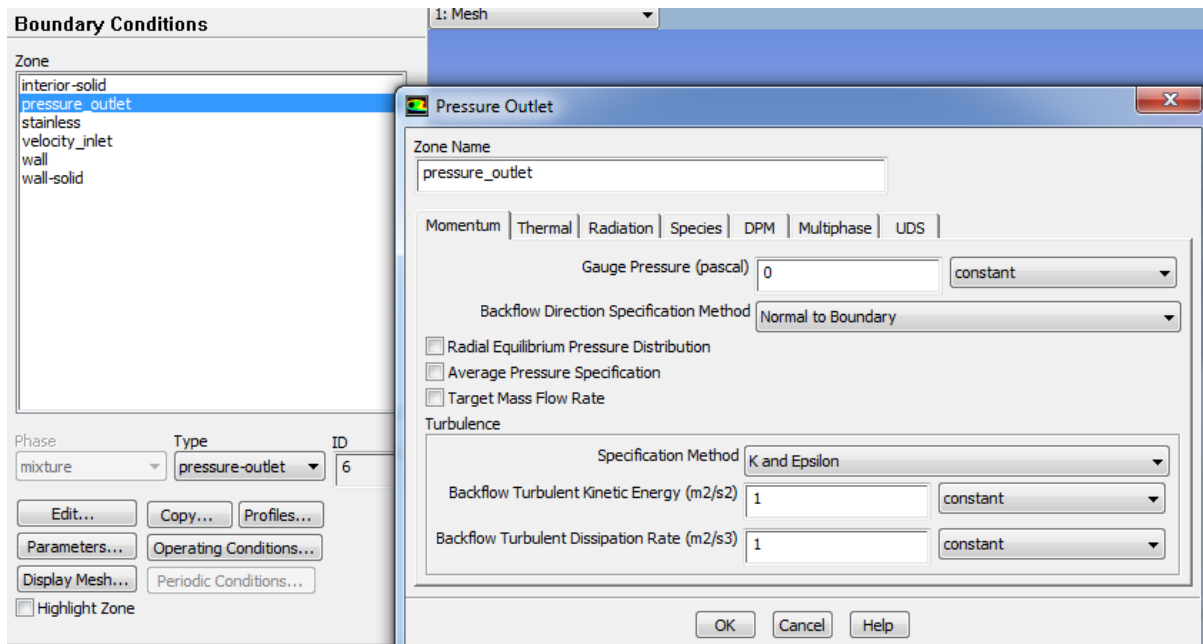 Boundary Conditions
1: Mesh
Zone
interior-solid
pressure_outlet
stainless
velocity_inlet
wall
wall-solid
Phase Type ID
mixture pressure-outlet 6
Edit... Copy... Profiles...
Parameters... Operating Conditions...
Display Mesh... Periodic Conditions...
Highlight Zone
Pressure Outlet
X
Zone Name
pressure_outlet
Momentum Thermal Radiation Species DPM Multiphase UDS
Gauge Pressure (pascal) 0 constant
Backflow Direction Specification Method Normal to Boundary
Radial Equilibrium Pressure Distribution
Average Pressure Specification
Target Mass Flow Rate
Turbulence
Specification Method K and Epsilon
Backflow Turbulent Kinetic Energy (m2/s2) 1 constant
Backflow Turbulent Dissipation Rate (m2/s3) 1 constant
OK Cancel Help